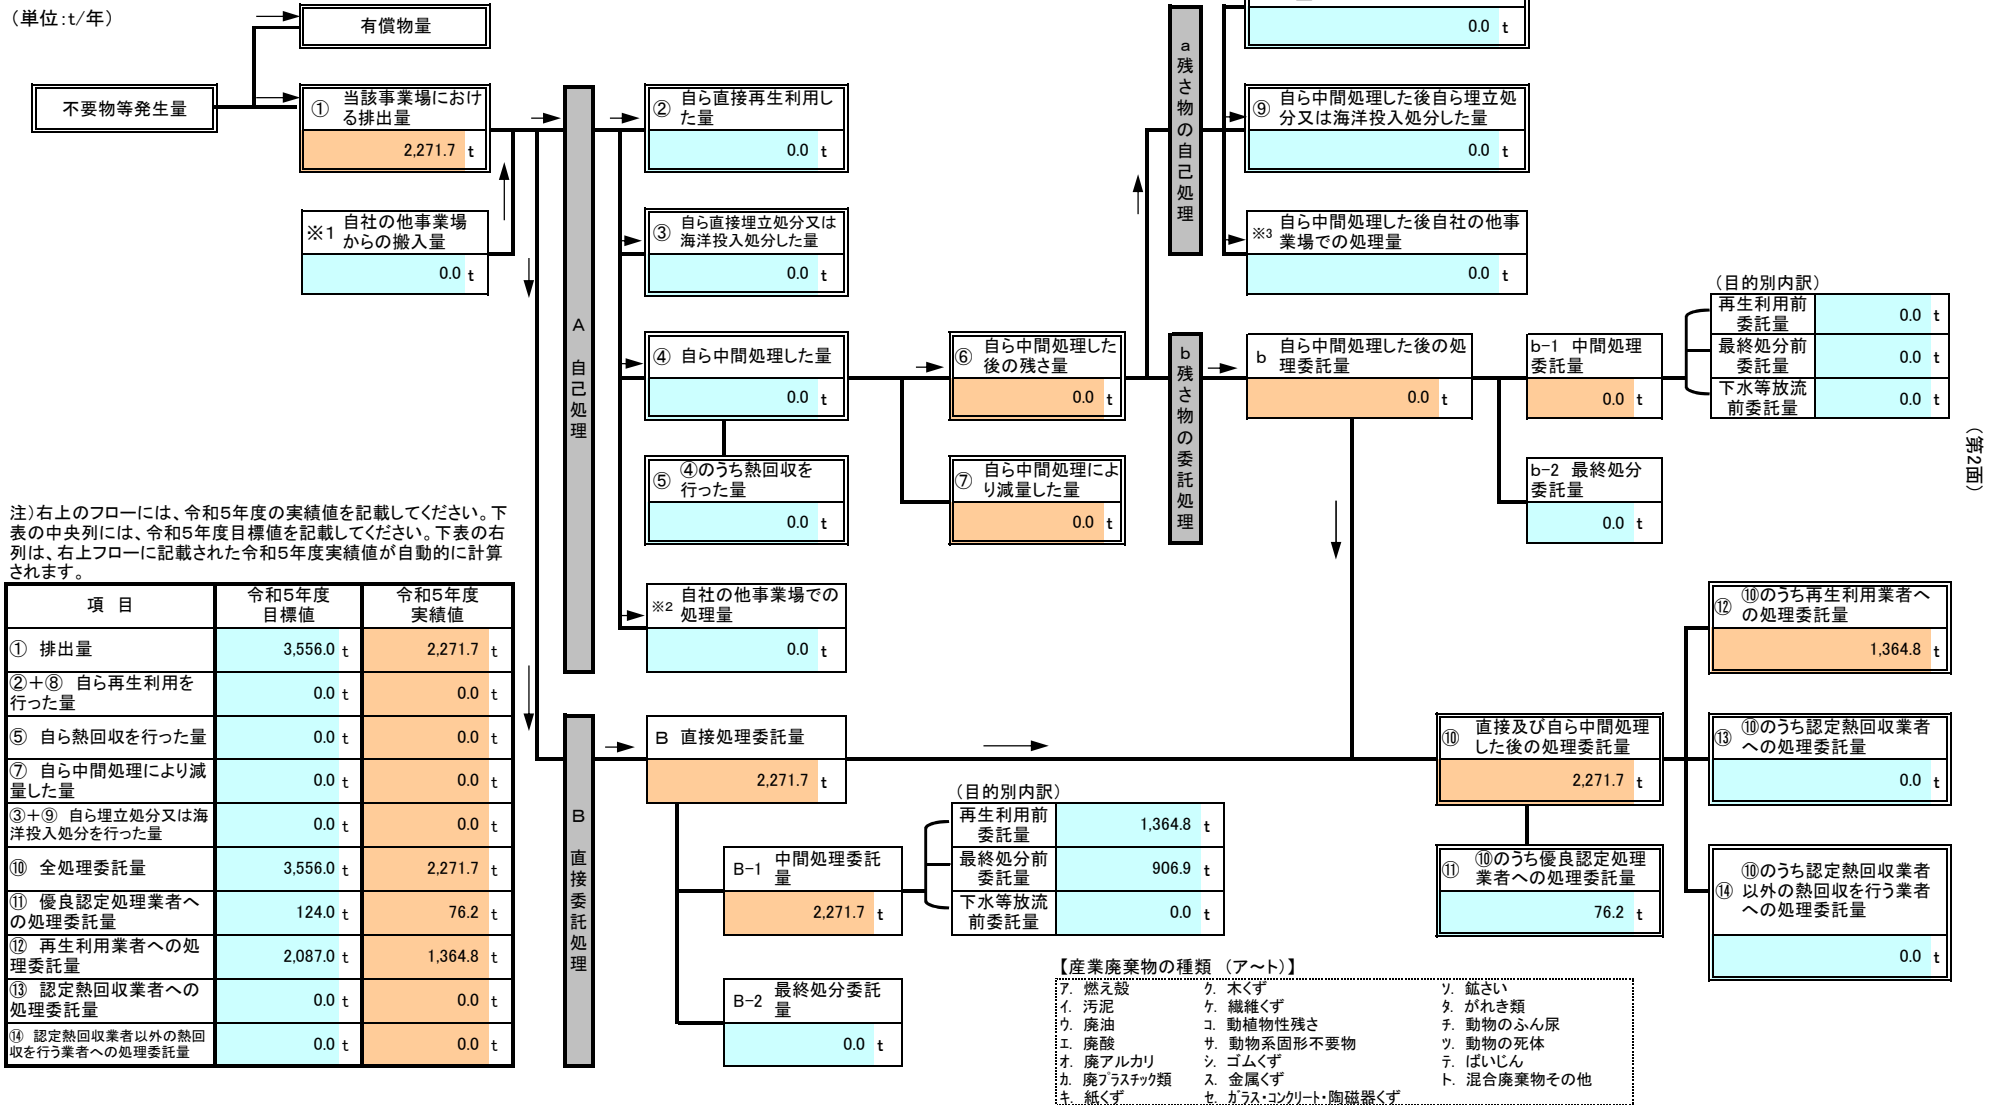 (単位:t/年)
有償物量
不要物等発生量
① 当該事業場におけ
る排出量
2,271.7 t
※1 自社の他事業場
からの搬入量
0.0 t
A 自己処理
② 自ら直接再生利用し
た量
0.0 t
③ 自ら直接埋立処分又は
海洋投入処分した量
0.0 t
④ 自ら中間処理した量
0.0 t
⑤ ④のうち熱回収を
行った量
0.0 t
※2 自社の他事業場での
処理量
0.0 t
⑥ 自ら中間処理した
後の残さ量
0.0 t
⑦ 自ら中間処理によ
り減量した量
0.0 t
a 残さ物の自己処理
0.0 t
⑨ 自ら中間処理した後自ら埋立処
分又は海洋投入処分した量
0.0 t
※3 自ら中間処理した後自社の他事
業場での処理量
0.0 t
b 残さ物の委託処理
b 自ら中間処理した後の処
理委託量
0.0 t
b-1 中間処理
委託量
0.0 t
b-2 最終処分
委託量
0.0 t
(目的別内訳)
再生利用前
委託量 0.0 t
最終処分前
委託量 0.0 t
下水等放流
前委託量 0.0 t
(第2面)
注)右上のフローには、令和5年度の実績値を記載してください。下
表の中央列には、令和5年度目標値を記載してください。下表の右
列は、右上フローに記載された令和5年度実績値が自動的に計算
されます。
項 目 令和5年度 目標値 令和5年度 実績値
① 排出量 3,556.0 t 2,271.7 t
②+⑧ 自ら再生利用を
行った量 0.0 t 0.0 t
⑤ 自ら熱回収を行った量 0.0 t 0.0 t
⑦ 自ら中間処理により減
量した量 0.0 t 0.0 t
③+⑨ 自ら埋立処分又は海
洋投入処分を行った量 0.0 t 0.0 t
⑩ 全処理委託量 3,556.0 t 2,271.7 t
⑪ 優良認定処理業者へ
の処理委託量 124.0 t 76.2 t
⑫ 再生利用業者への処
理委託量 2,087.0 t 1,364.8 t
⑬ 認定熱回収業者への
処理委託量 0.0 t 0.0 t
⑭ 認定熱回収業者以外の熱回
収を行う業者への処理委託量 0.0 t 0.0 t
B 直接委託処理
B 直接処理委託量
2,271.7 t
B-1 中間処理委託
量
2,271.7 t
B-2 最終処分委託
量
0.0 t
(目的別内訳)
再生利用前
委託量 1,364.8 t
最終処分前
委託量 906.9 t
下水等放流
前委託量 0.0 t
⑩ 直接及び自ら中間処理
した後の処理委託量
2,271.7 t
⑪ ⑩のうち優良認定処理
業者への処理委託量
76.2 t
⑫ ⑩のうち再生利用業者へ
の処理委託量
1,364.8 t
⑬ ⑩のうち認定熱回収業者
への処理委託量
0.0 t
⑭ ⑩のうち認定熱回収業者
以外の熱回収を行う業者
への処理委託量
0.0 t
【産業廃棄物の種類 (ア~ト)】
ア. 燃え殻 ク. 木くず ソ. 鉱さい
イ. 汚泥 ケ. 繊維くず タ. がれき類
ウ. 廃油 コ. 動植物性残さ チ. 動物のふん尿
エ. 廃酸 サ. 動物系固形不要物 ツ. 動物の死体
オ. 廃アルカリ シ. ゴムくず テ. ばいじん
カ. 廃プラスチック類 ス. 金属くず ト. 混合廃棄物その他
キ. 紙くず セ. ガラス・コンクリート・陶磁器くず